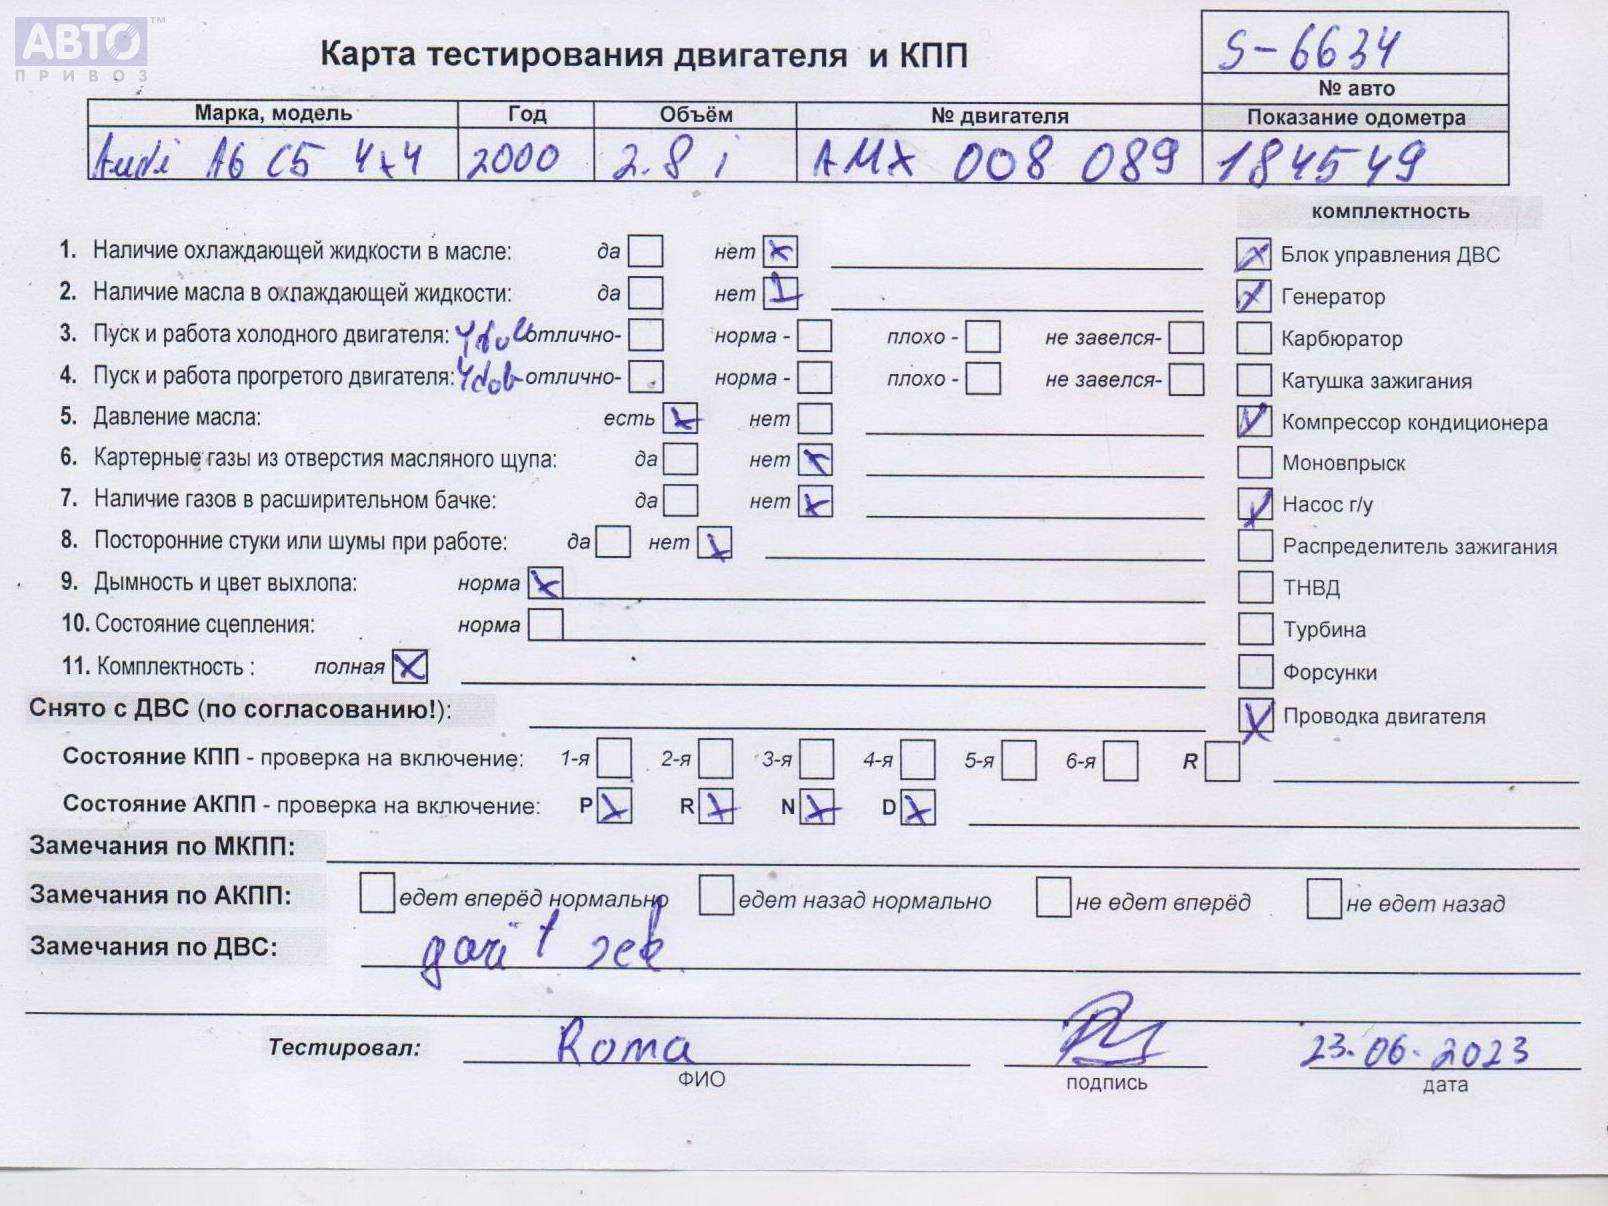 АВТО ПРИВОЗ ™
Карта тестирования двигателя и КПП
S-6634
№ авто
Марка, модель Год Объём № двигателя Показание одометра
Audi A6 C5 4x4 2000 2.8 i AMX 008 089 184549
комплектность
1. Наличие охлаждающей жидкости в масле: да нет
Блок управления ДВС
2. Наличие масла в охлаждающей жидкости: да нет
Генератор
3. Пуск и работа холодного двигателя: отлично- норма - плохо - не завелся-
Карбюратор
4. Пуск и работа прогретого двигателя: отлично- норма - плохо - не завелся-
Катушка зажигания
5. Давление масла: есть нет
Компрессор кондиционера
6. Картерные газы из отверстия масляного щупа: да нет
Моновпрыск
7. Наличие газов в расширительном бачке: да нет
Насос г/у
8. Посторонние стуки или шумы при работе: да нет
Распределитель зажигания
9. Дымность и цвет выхлопа: норма
ТНВД
10. Состояние сцепления: норма
Турбина
11. Комплектность : полная
Форсунки
Снято с ДВС (по согласованию!):
Проводка двигателя
Состояние КПП - проверка на включение: 1-я 2-я 3-я 4-я 5-я 6-я R
Состояние АКПП - проверка на включение: P R N D
Замечания по МКПП:
Замечания по АКПП: едет вперёд нормально едет назад нормально не едет вперёд не едет назад
Замечания по ДВС:
Тестировал: Roma 23.06.2023
ФИО подпись дата